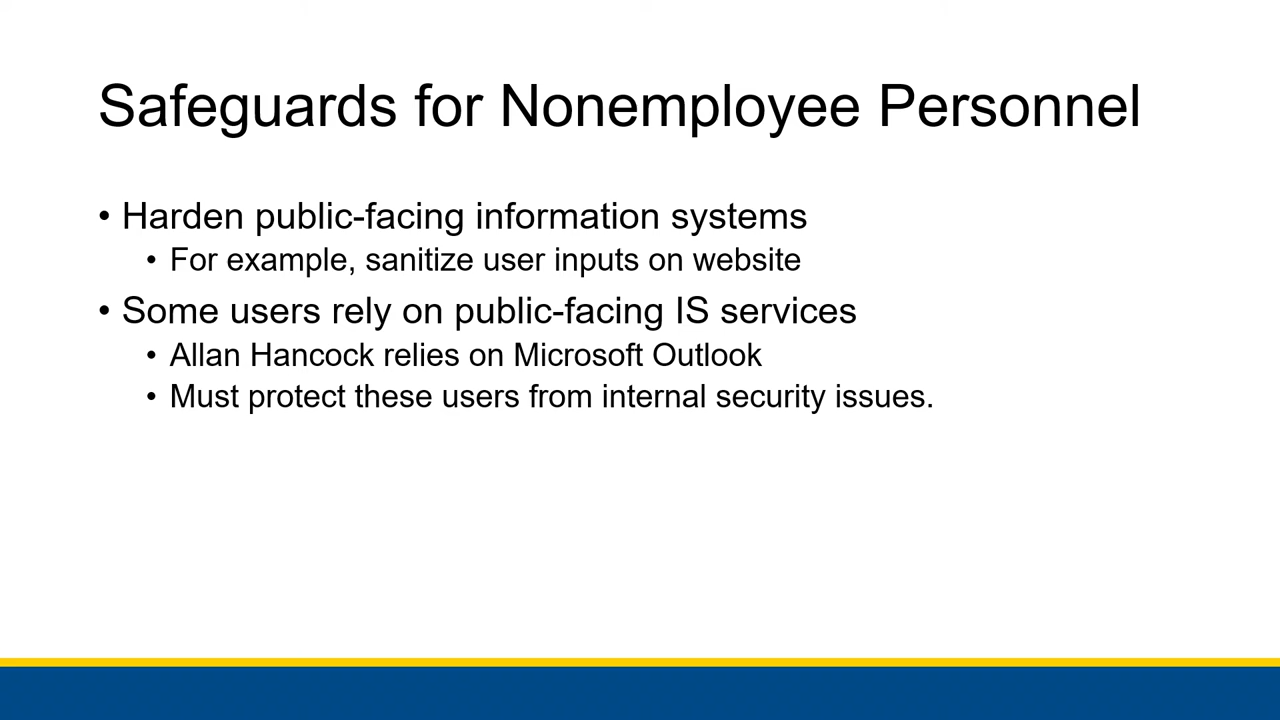 Safeguards for Nonemployee Personnel
• Harden public-facing information systems
• For example, sanitize user inputs on website
• Some users rely on public-facing IS services
• Allan Hancock relies on Microsoft Outlook
• Must protect these users from internal security issues.